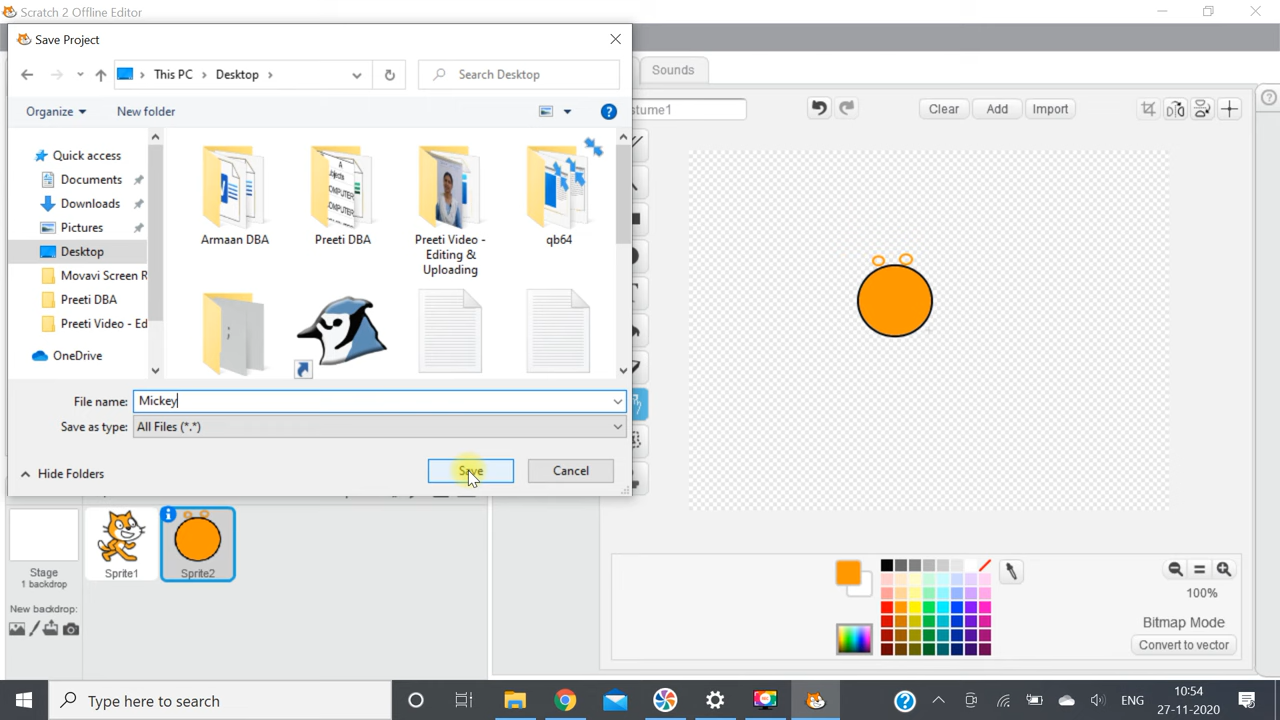 Scratch 2 Offline Editor
Save Project
This PC > Desktop >
Search Desktop
Organize
New folder
Quick access
Documents
Downloads
Pictures
Desktop
Movavi Screen R
Preeti DBA
Preeti Video - Ed
OneDrive
Armaan DBA
Preeti DBA
Preeti Video -
Editing &
Uploading
qb64
A
COMPUTER
File name: Mickey
Save as type: All Files (*.*)
Hide Folders
Save
Cancel
Sounds
stume1
Clear
Add
Import
Stage
1 backdrop
New backdrop:
Sprite1
Sprite2
100%
Bitmap Mode
Convert to vector
Type here to search
ENG
10:54
27-11-2020